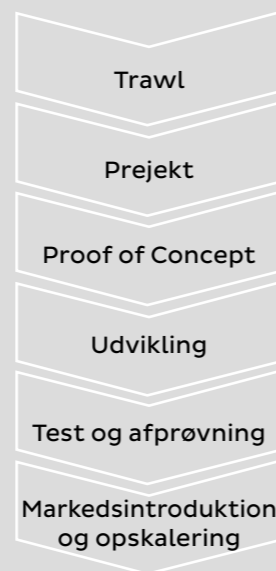 Trawl
Prejekt
Proof of Concept
Udvikling
Test og afprøvning
Markedsintroduktion
og opskalering